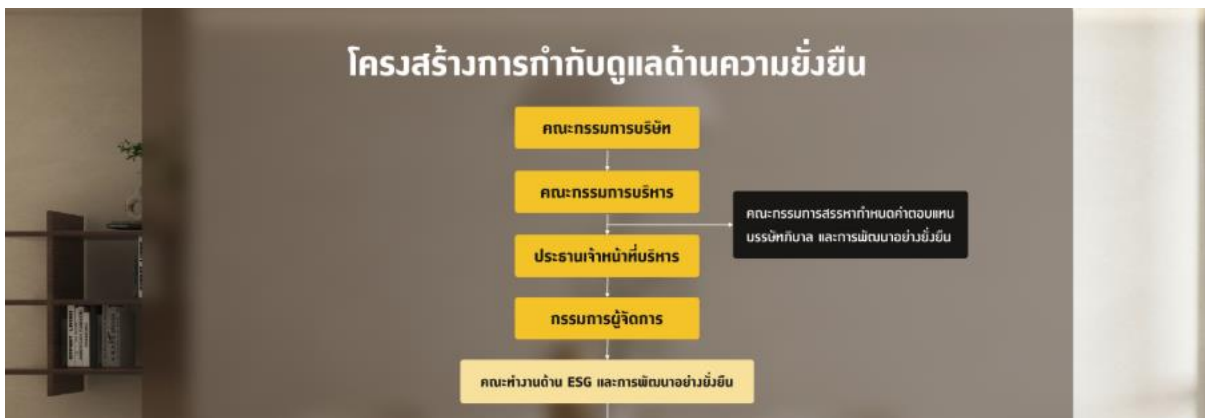 โครงสร้างการกำกับดูแลด้านความยั่งยืน
คณะกรรมการบริษัท
คณะกรรมการบริหาร
คณะกรรมการสรรหากำหนดค่าตอบแทน
บรรษัทภิบาล และการพัฒนาอย่างยั่งยืน
ประธานเจ้าหน้าที่บริหาร
กรรมการผู้จัดการ
คณะทำงานด้าน ESG และการพัฒนาอย่างยั่งยืน